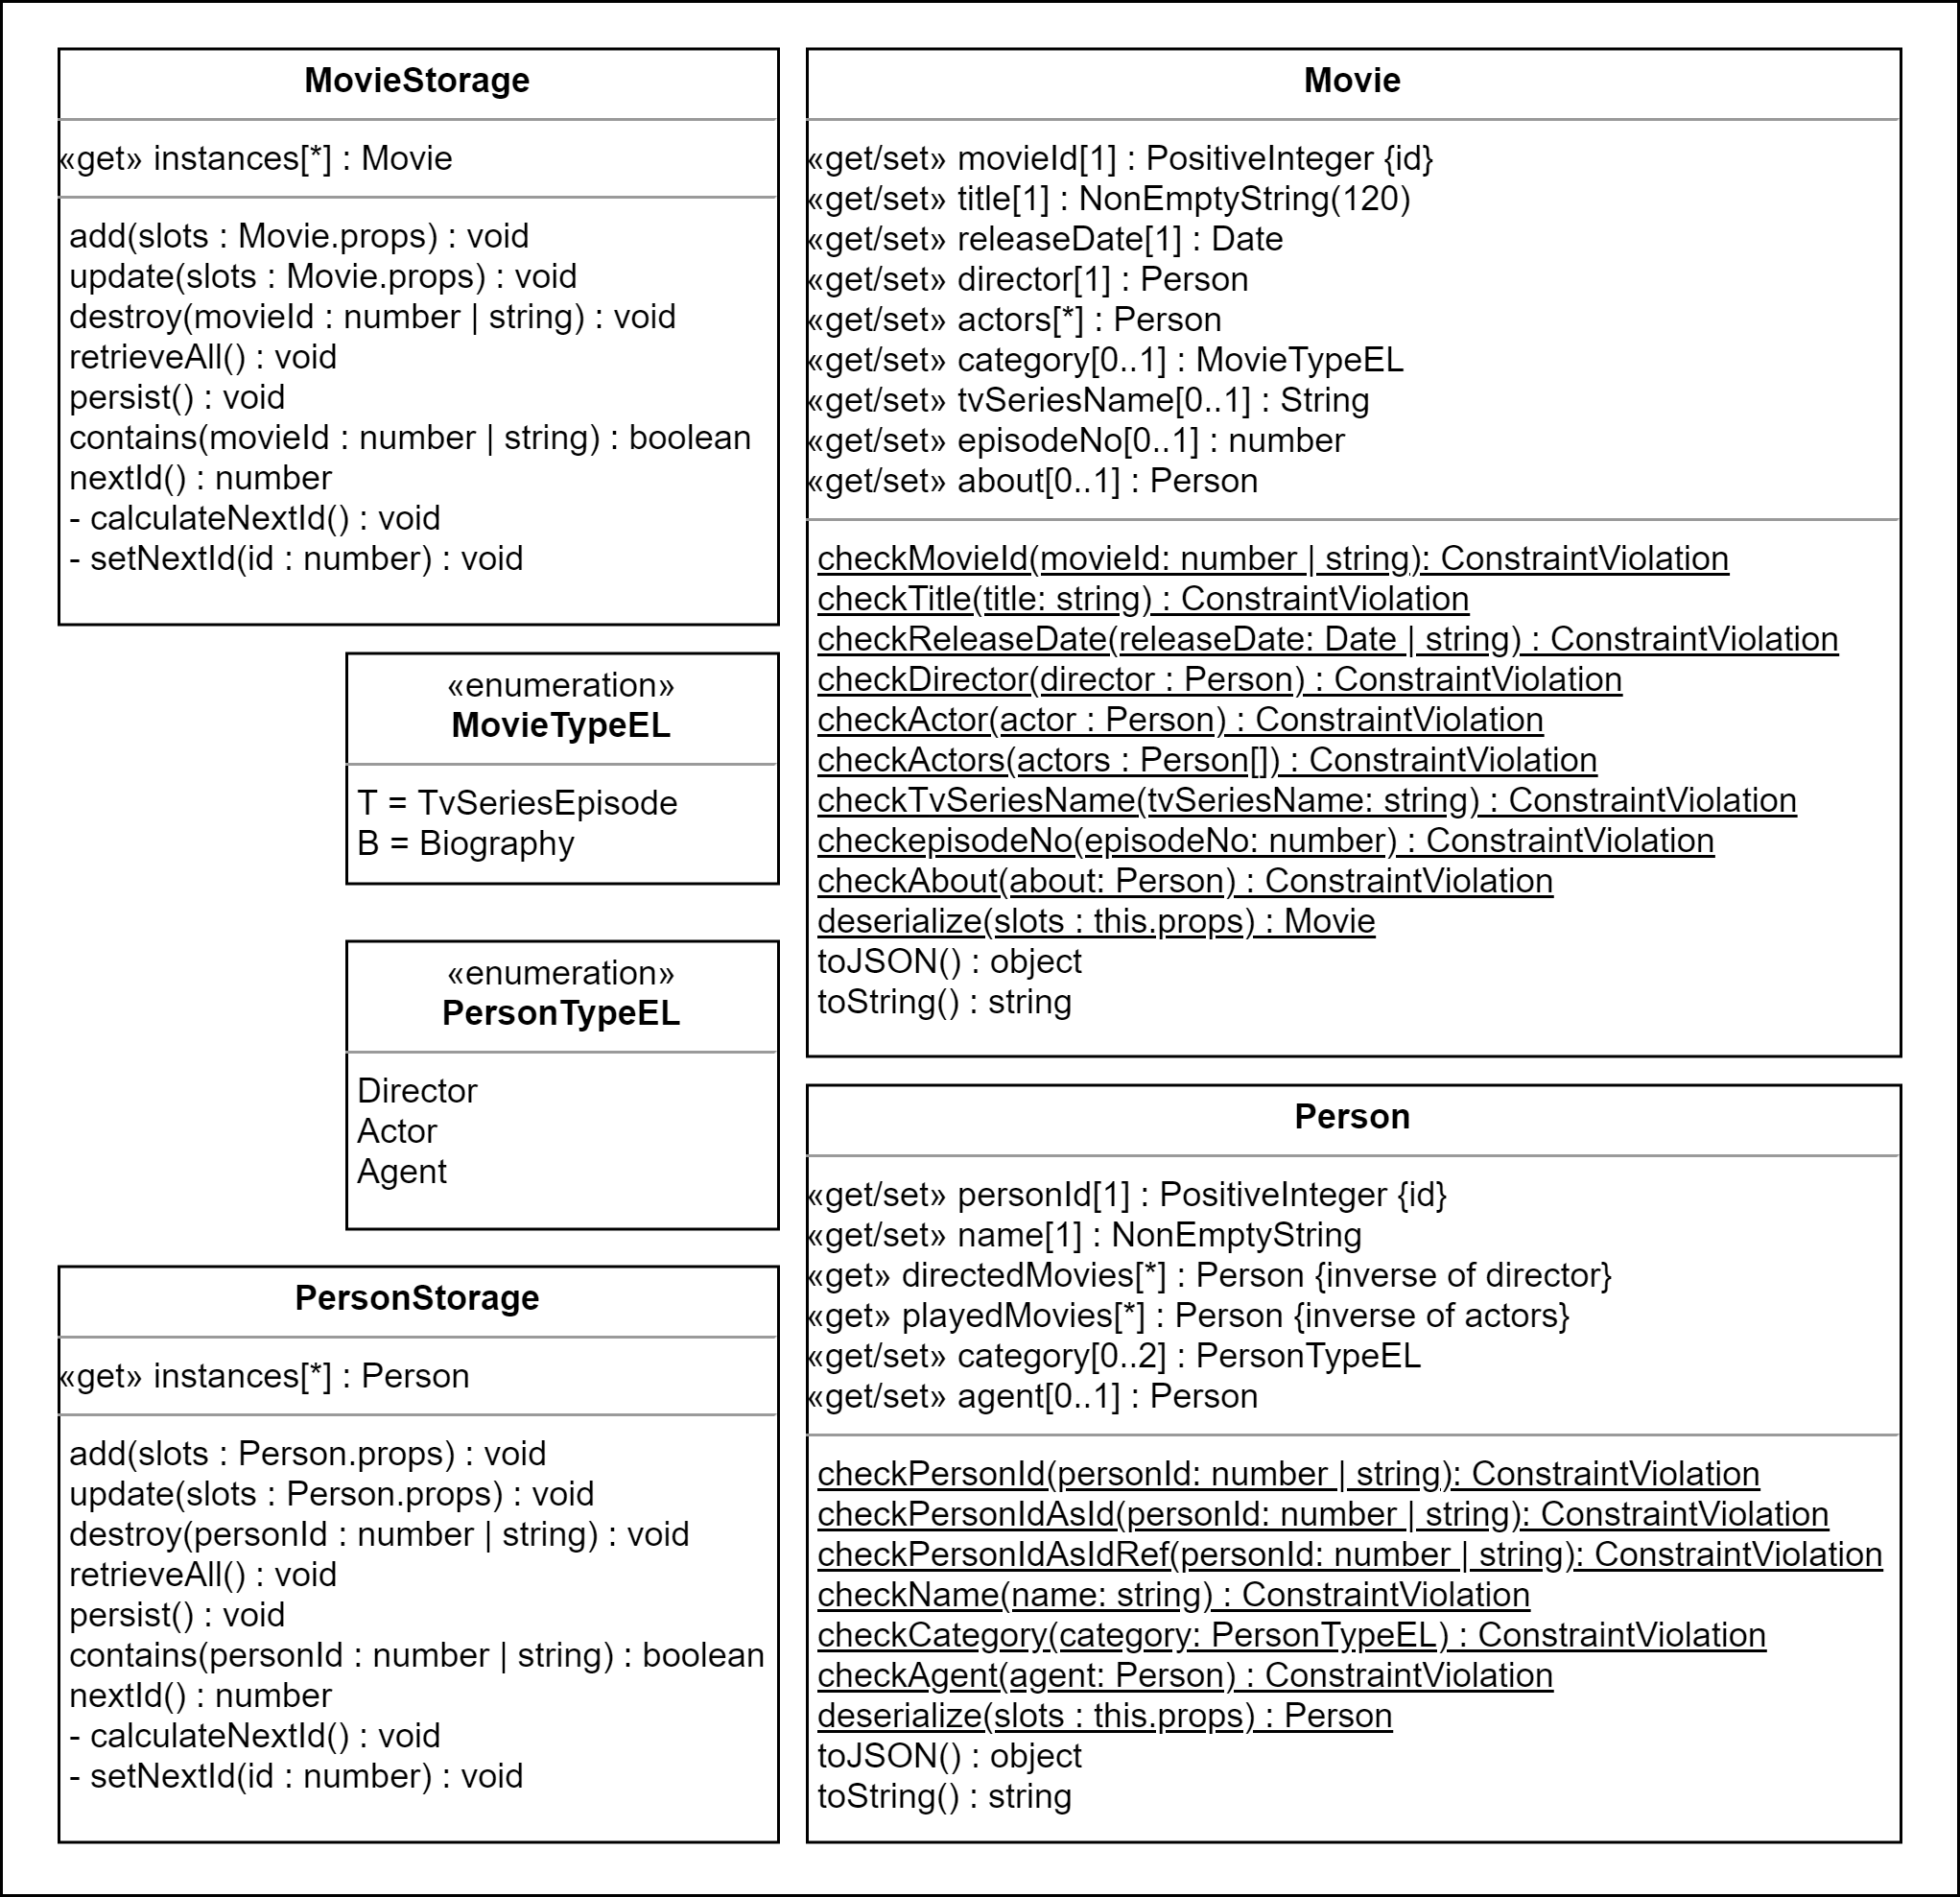 MovieStorage
«get» instances[*] : Movie
add(slots : Movie.props) : void
update(slots : Movie.props) : void
destroy(movieId : number | string) : void
retrieveAll() : void
persist() : void
contains(movieId : number | string) : boolean
nextId() : number
- calculateNextId() : void
- setNextId(id : number) : void
«enumeration»
MovieTypeEL
T = TvSeriesEpisode
B = Biography
«enumeration»
PersonTypeEL
Director
Actor
Agent
PersonStorage
«get» instances[*] : Person
add(slots : Person.props) : void
update(slots : Person.props) : void
destroy(personId : number | string) : void
retrieveAll() : void
persist() : void
contains(personId : number | string) : boolean
nextId() : number
- calculateNextId() : void
- setNextId(id : number) : void
Movie
«get/set» movieId[1] : PositiveInteger {id}
«get/set» title[1] : NonEmptyString(120)
«get/set» releaseDate[1] : Date
«get/set» director[1] : Person
«get/set» actors[*] : Person
«get/set» category[0..1] : MovieTypeEL
«get/set» tvSeriesName[0..1] : String
«get/set» episodeNo[0..1] : number
«get/set» about[0..1] : Person
checkMovieId(movieId: number | string): ConstraintViolation
checkTitle(title: string) : ConstraintViolation
checkReleaseDate(releaseDate: Date | string) : ConstraintViolation
checkDirector(director : Person) : ConstraintViolation
checkActor(actor : Person) : ConstraintViolation
checkActors(actors : Person[]) : ConstraintViolation
checkTvSeriesName(tvSeriesName: string) : ConstraintViolation
checkepisodeNo(episodeNo: number) : ConstraintViolation
checkAbout(about: Person) : ConstraintViolation
deserialize(slots : this.props) : Movie
toJSON() : object
toString() : string
Person
«get/set» personId[1] : PositiveInteger {id}
«get/set» name[1] : NonEmptyString
«get» directedMovies[*] : Person {inverse of director}
«get» playedMovies[*] : Person {inverse of actors}
«get/set» category[0..2] : PersonTypeEL
«get/set» agent[0..1] : Person
checkPersonId(personId: number | string): ConstraintViolation
checkPersonIdAsId(personId: number | string): ConstraintViolation
checkPersonIdAsIdRef(personId: number | string): ConstraintViolation
checkName(name: string) : ConstraintViolation
checkCategory(category: PersonTypeEL) : ConstraintViolation
checkAgent(agent: Person) : ConstraintViolation
deserialize(slots : this.props) : Person
toJSON() : object
toString() : string